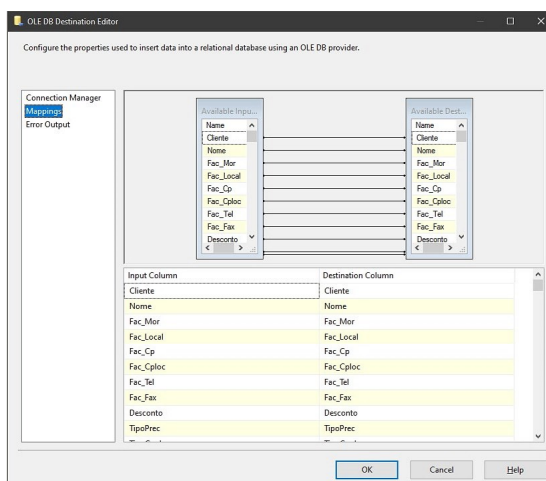 OLE DB Destination Editor
Configure the properties used to insert data into a relational database using an OLE DB provider.
Connection Manager
Mappings
Error Output
Available Inpu...
Name
Cliente
Nome
Fac_Mor
Fac_Local
Fac_Cp
Fac_Cploc
Fac_Tel
Fac_Fax
Desconto
Available Dest...
Name
Cliente
Nome
Fac_Mor
Fac_Local
Fac_Cp
Fac_Cploc
Fac_Tel
Fac_Fax
Desconto
Input Column Destination Column
Cliente Cliente
Nome Nome
Fac_Mor Fac_Mor
Fac_Local Fac_Local
Fac_Cp Fac_Cp
Fac_Cploc Fac_Cploc
Fac_Tel Fac_Tel
Fac_Fax Fac_Fax
Desconto Desconto
TipoPrec TipoPrec
OK Cancel Help